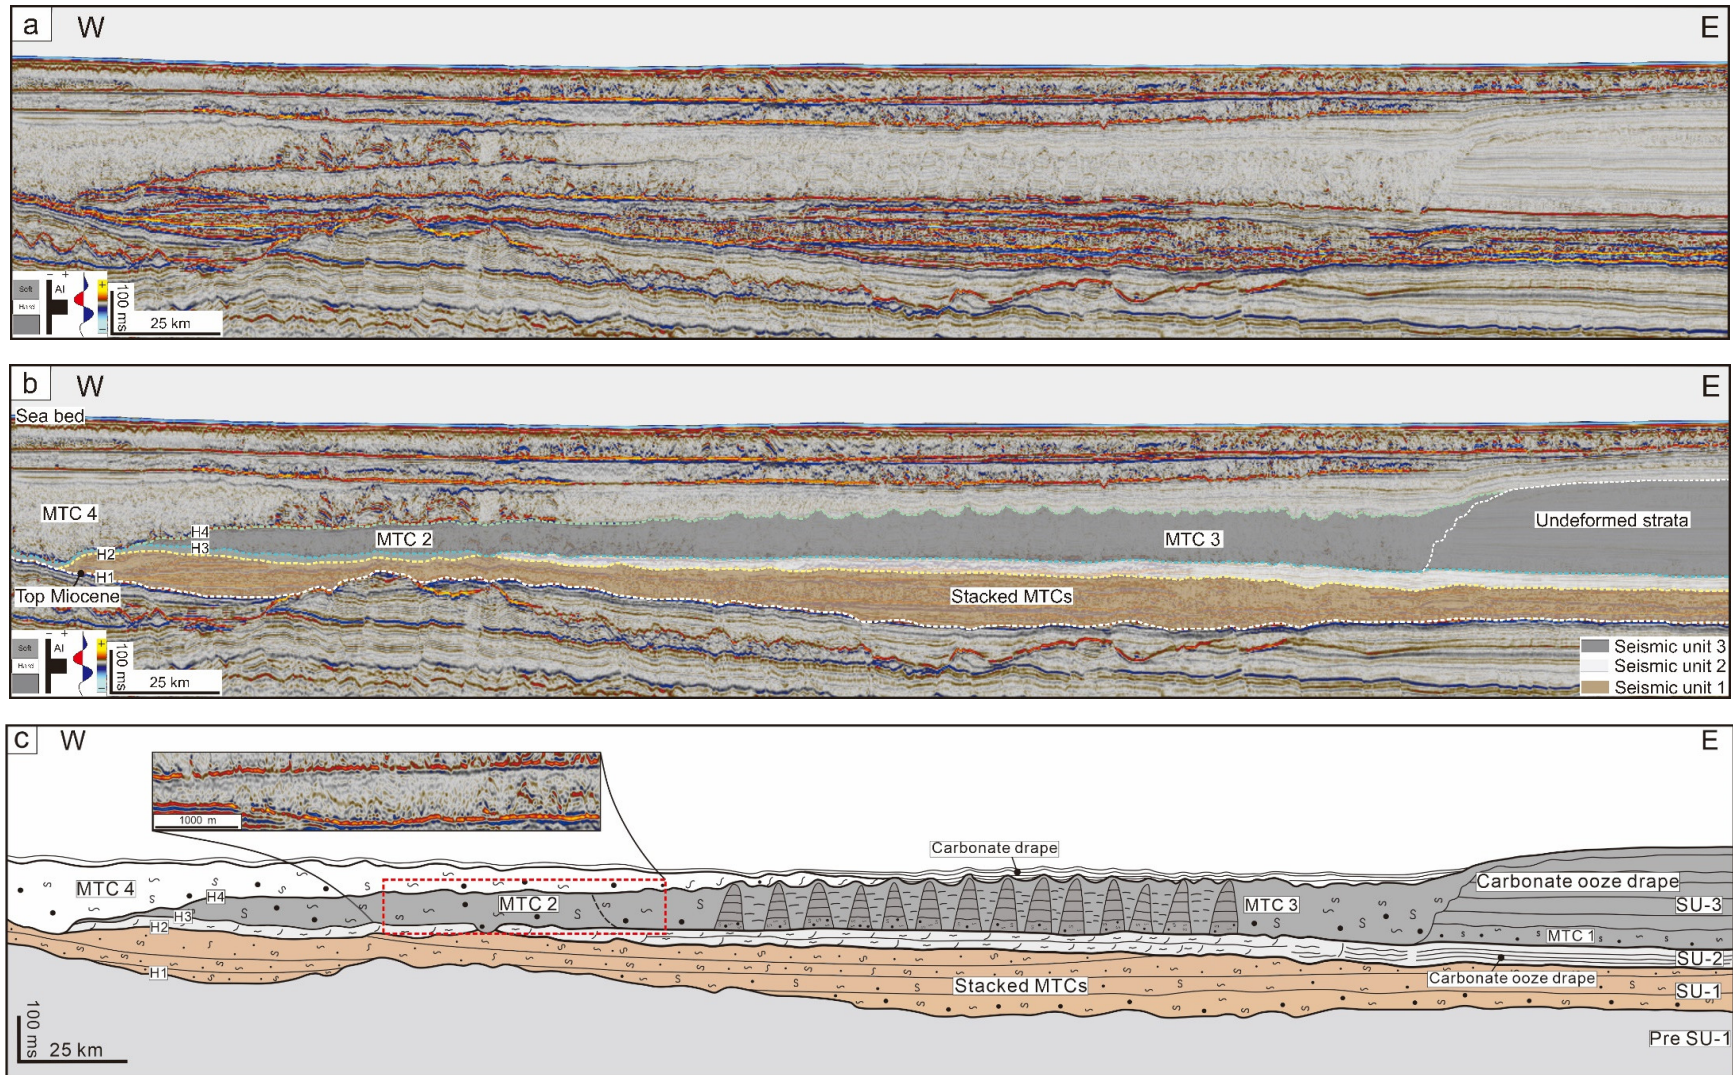 a W E
Soft
Hard
AI
- +
+
-
100 ms
25 km
b W E
Sea bed
MTC 4
H4
H3
H2
H1
MTC 2
MTC 3
Undeformed strata
Top Miocene
Stacked MTCs
Soft
Hard
AI
- +
+
-
100 ms
25 km
Seismic unit 3
Seismic unit 2
Seismic unit 1
c W E
1000 m
Carbonate drape
MTC 4
H4
H3
H2
H1
MTC 2
MTC 3
Carbonate ooze drape
SU-3
MTC 1
SU-2
Carbonate ooze drape
Stacked MTCs
SU-1
Pre SU-1
100 ms
25 km